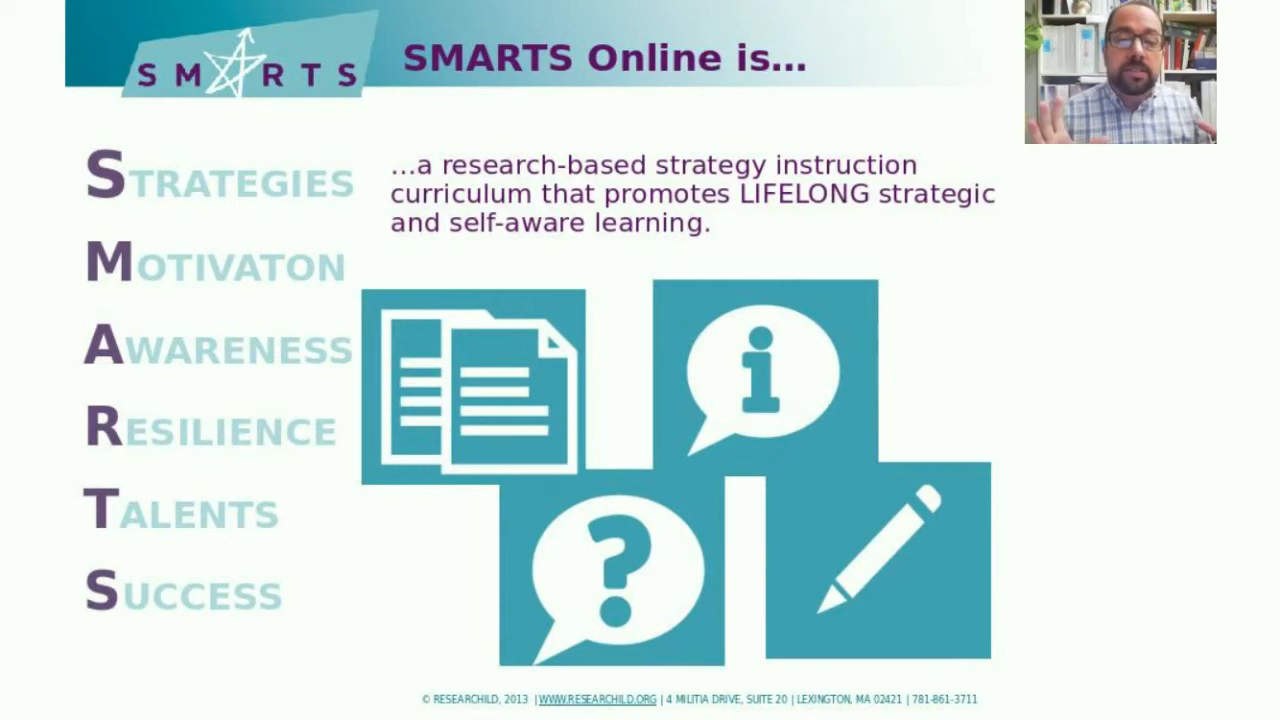 SMARTS
SMARTS Online is...
STRATEGIES
MOTIVATON
AWARENESS
RESILIENCE
TALENTS
SUCCESS
...a research-based strategy instruction
curriculum that promotes LIFELONG strategic
and self-aware learning.
i
?
© RESEARCHILD, 2013 | WWW.RESEARCHILD.ORG | 4 MILITIA DRIVE, SUITE 20 | LEXINGTON, MA 02421 | 781-861-3711